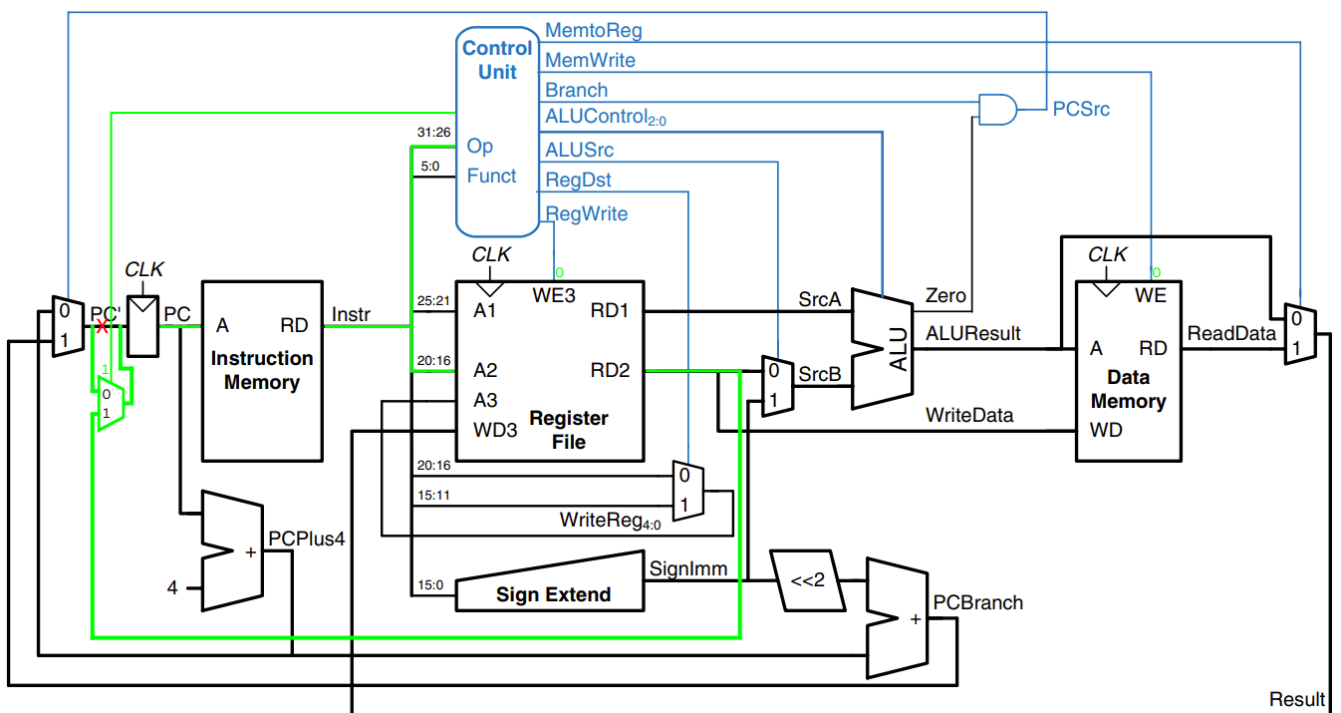 MemtoReg
Control
Unit
MemWrite
Branch
ALUControl2:0
PCSrc
31:26
Op
ALUSrc
5:0
Funct
RegDst
RegWrite
CLK
CLK
0
CLK
0
0
1
PC'
PC
A
RD
Instr
Instruction
Memory
25:21
A1
WE3
RD1
SrcA
Zero
WE
0
1
ReadData
ALU
ALUResult
A
RD
Data
Memory
20:16
A2
RD2
0
1
SrcB
A3
WD3
Register
File
WriteData
WD
1
0
1
20:16
0
15:11
1
WriteReg4:0
PCPlus4
+
4
15:0
Sign Extend
SignImm
<<2
PCBranch
+
Result